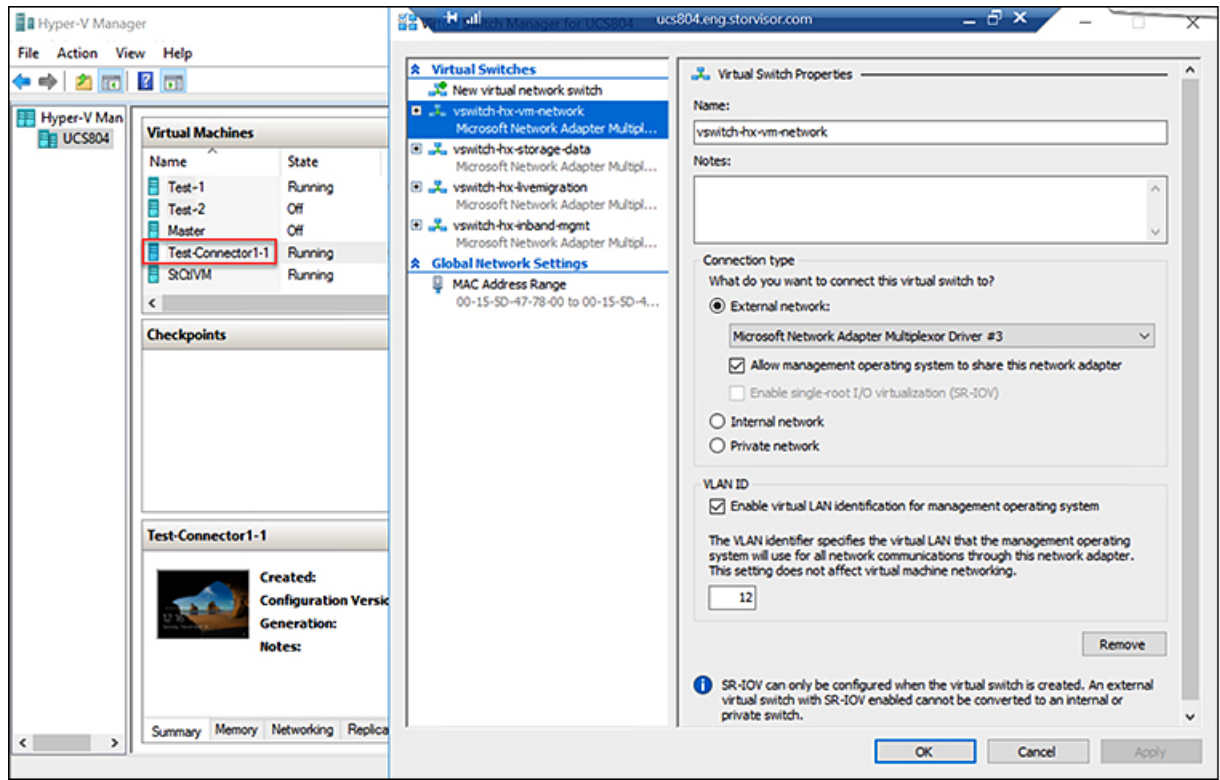 Hyper-V Manager
File Action View Help
Hyper-V Man
UCS804
Virtual Machines
Name State
Test-1 Running
Test-2 Off
Master Off
Test-Connector1-1 Running
StCtlVM Running
Checkpoints
Test-Connector1-1
12:16
Created:
Configuration Versic
Generation:
Notes:
Summary Memory Networking Replica
Virtual Switch Manager for UCS804
ucs804.eng.storvisor.com
Virtual Switches
New virtual network switch
vswitch-hx-vm-network
Microsoft Network Adapter Multipl...
vswitch-hx-storage-data
Microsoft Network Adapter Multipl...
vswitch-hx-livemigration
Microsoft Network Adapter Multipl...
vswitch-hx-inband-mgmt
Microsoft Network Adapter Multipl...
Global Network Settings
MAC Address Range
00-15-5D-47-78-00 to 00-15-5D-4...
Virtual Switch Properties
Name:
vswitch-hx-vm-network
Notes:
Connection type
What do you want to connect this virtual switch to?
External network:
Microsoft Network Adapter Multiplexor Driver #3
Allow management operating system to share this network adapter
Enable single-root I/O virtualization (SR-IOV)
Internal network
Private network
VLAN ID
Enable virtual LAN identification for management operating system
The VLAN identifier specifies the virtual LAN that the management operating
system will use for all network communications through this network adapter.
This setting does not affect virtual machine networking.
12
Remove
SR-IOV can only be configured when the virtual switch is created. An external
virtual switch with SR-IOV enabled cannot be converted to an internal or
private switch.
OK Cancel Apply